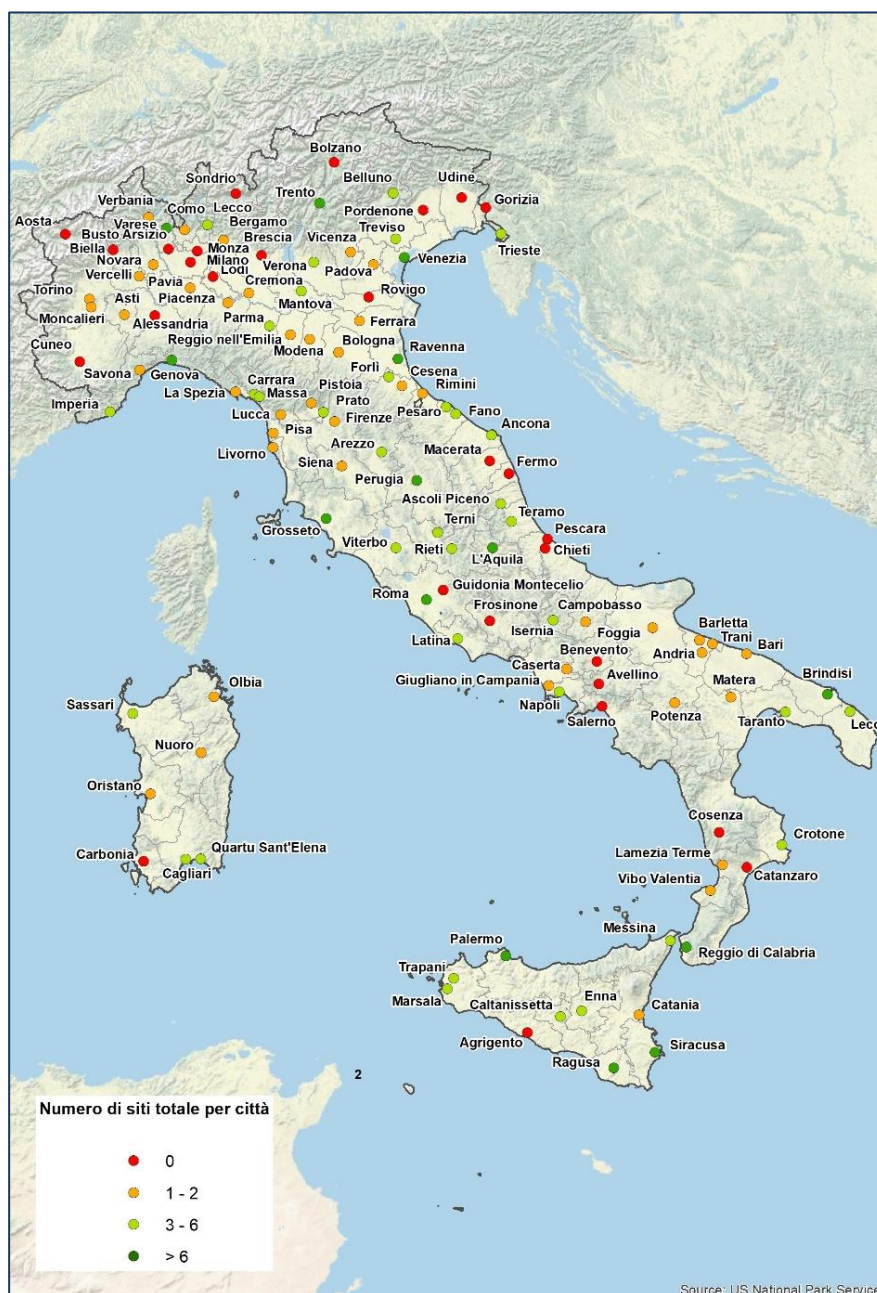 Bolzano
Sondrio
Belluno
Udine
Verbania
Como
Lecco
Trento
Pordenone
Gorizia
Aosta
Varese
Bergamo
Treviso
Busto Arsizio
Brescia
Vicenza
Trieste
Biella
Monza
Novara
Milano
Verona
Padova
Venezia
Vercelli
Lodi
Torino
Pavia
Cremona
Rovigo
Asti
Piacenza
Mantova
Moncalieri
Parma
Ferrara
Alessandria
Reggio nell'Emilia
Bologna
Cuneo
Modena
Ravenna
Savona
Genova
Forlì
Cesena
La Spezia
Carrara
Pistoia
Rimini
Imperia
Massa
Prato
Pesaro
Fano
Lucca
Firenze
Pisa
Ancona
Arezzo
Macerata
Livorno
Siena
Fermo
Perugia
Ascoli Piceno
Teramo
Grosseto
Terni
Pescara
Viterbo
Rieti
L'Aquila
Chieti
Roma
Guidonia Montecelio
Frosinone
Campobasso
Barletta
Isernia
Foggia
Trani
Latina
Benevento
Andria
Bari
Caserta
Giugliano in Campania
Avellino
Matera
Brindisi
Olbia
Napoli
Sassari
Salerno
Potenza
Taranto
Lecc
Nuoro
Oristano
Cosenza
Crotone
Carbonia
Quartu Sant'Elena
Lamezia Terme
Cagliari
Vibo Valentia
Catanzaro
Messina
Palermo
Reggio di Calabria
Trapani
Marsala
Caltanissetta
Enna
Catania
Agrigento
Siracusa
Ragusa
2
Numero di siti totale per città
0
1 - 2
3 - 6
> 6
Source: US National Park Service